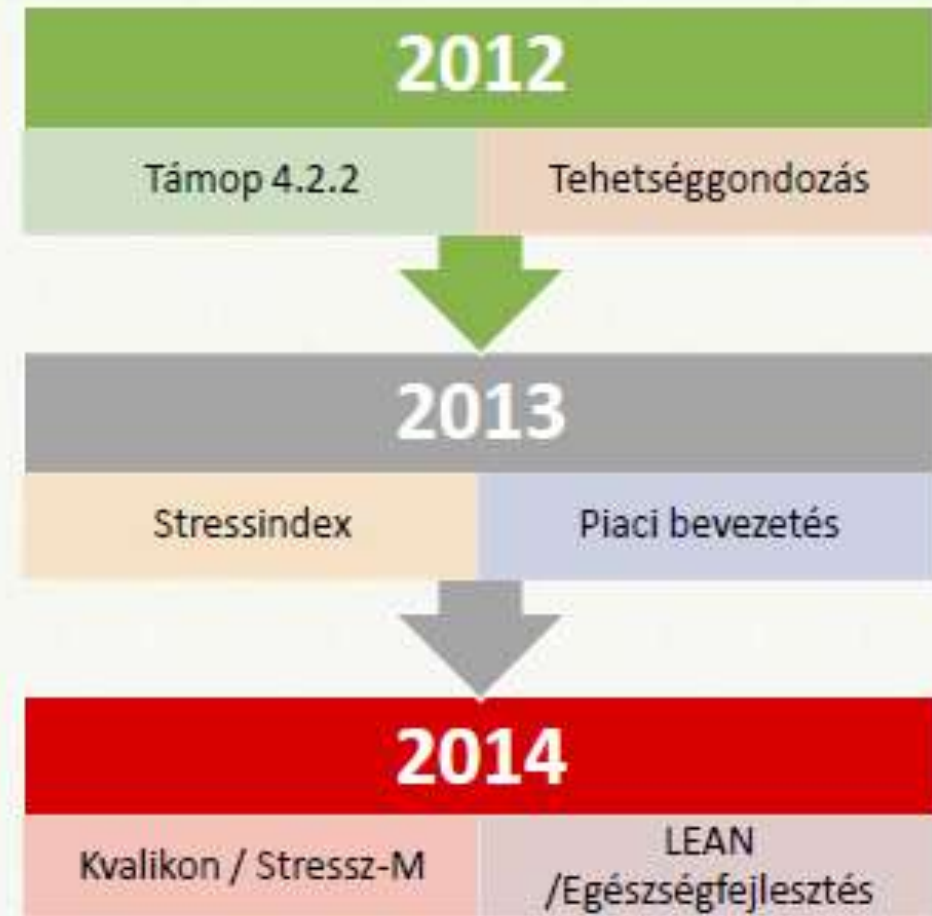 2012
Támop 4.2.2
Tehetséggondozás
2013
Stressindex
Piaci bevezetés
2014
Kvalikon / Stressz-M
LEAN
/Egészségfejlesztés